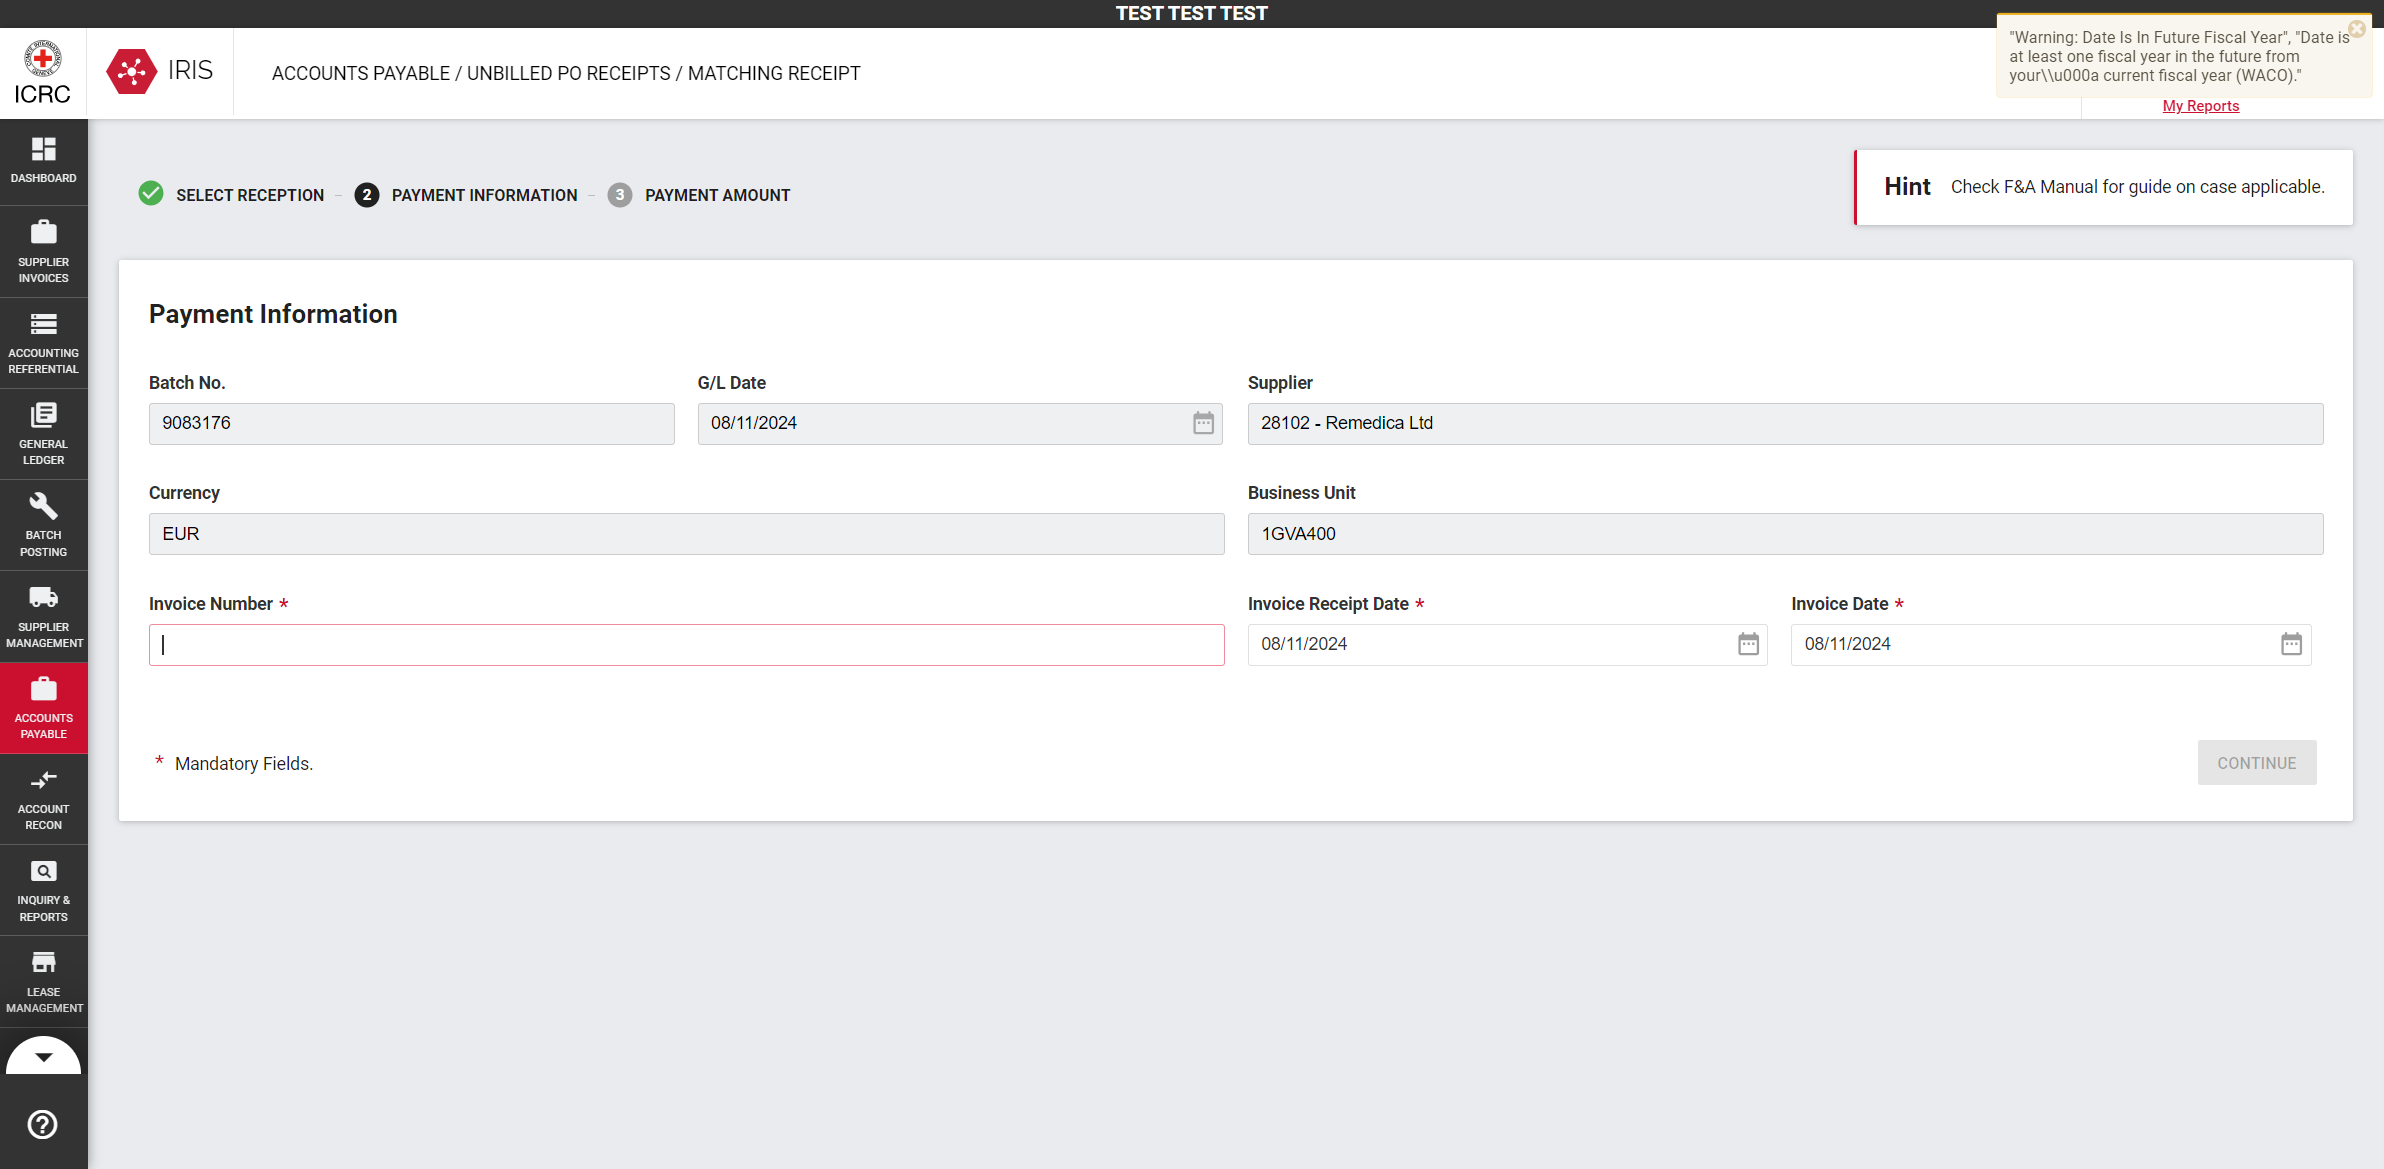 TEST TEST TEST
"Warning: Date Is In Future Fiscal Year", "Date is
at least one fiscal year in the future from
your\\u000a current fiscal year (WACO)."
ICRC
IRIS
ACCOUNTS PAYABLE / UNBILLED PO RECEIPTS / MATCHING RECEIPT
My Reports
DASHBOARD
SUPPLIER
INVOICES
ACCOUNTING
REFERENTIAL
GENERAL
LEDGER
BATCH
POSTING
SUPPLIER
MANAGEMENT
ACCOUNTS
PAYABLE
ACCOUNT
RECON
INQUIRY &
REPORTS
LEASE
MANAGEMENT
SELECT RECEPTION
2 PAYMENT INFORMATION
3 PAYMENT AMOUNT
Hint Check F&A Manual for guide on case applicable.
Payment Information
Batch No.
9083176
G/L Date
08/11/2024
Supplier
28102 - Remedica Ltd
Currency
EUR
Business Unit
1GVA400
Invoice Number *
Invoice Receipt Date *
08/11/2024
Invoice Date *
08/11/2024
* Mandatory Fields.
CONTINUE